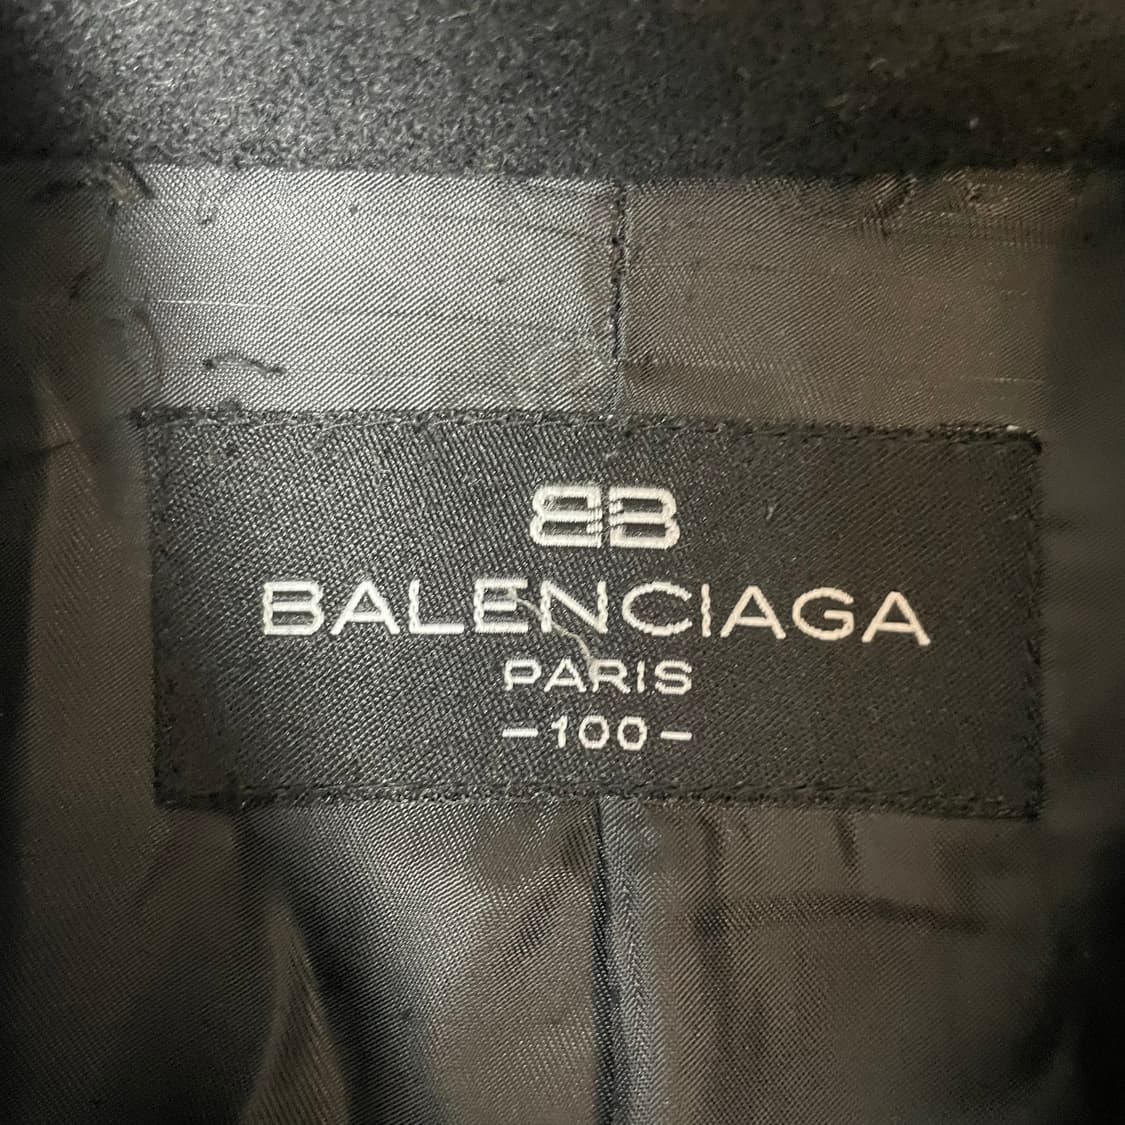 BB
BALENCIAGA
PARIS
-100-